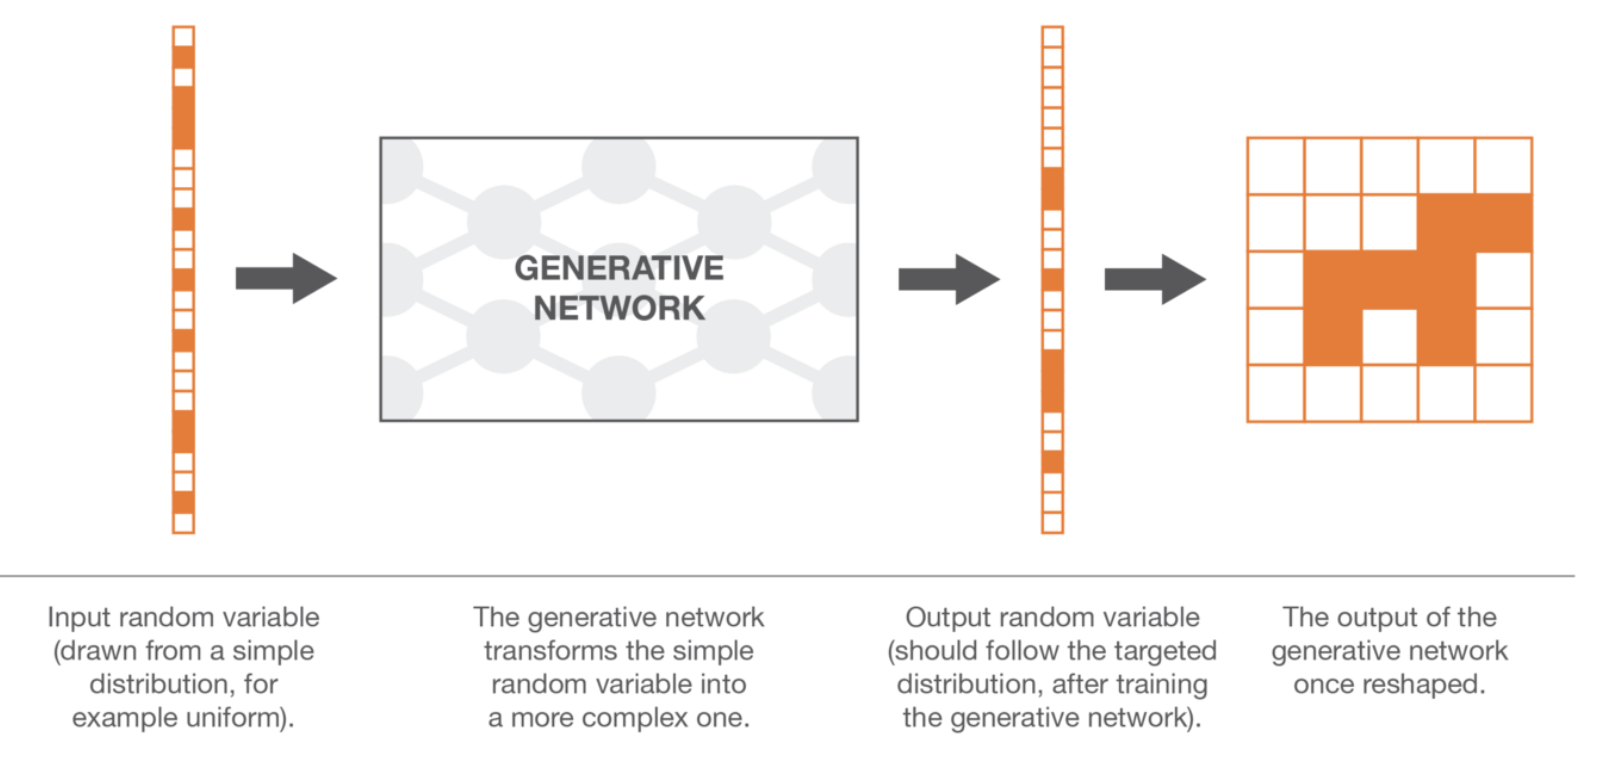 GENERATIVE
NETWORK
Input random variable
(drawn from a simple
distribution, for
example uniform).
The generative network
transforms the simple
random variable into
a more complex one.
Output random variable
(should follow the targeted
distribution, after training
the generative network).
The output of the
generative network
once reshaped.